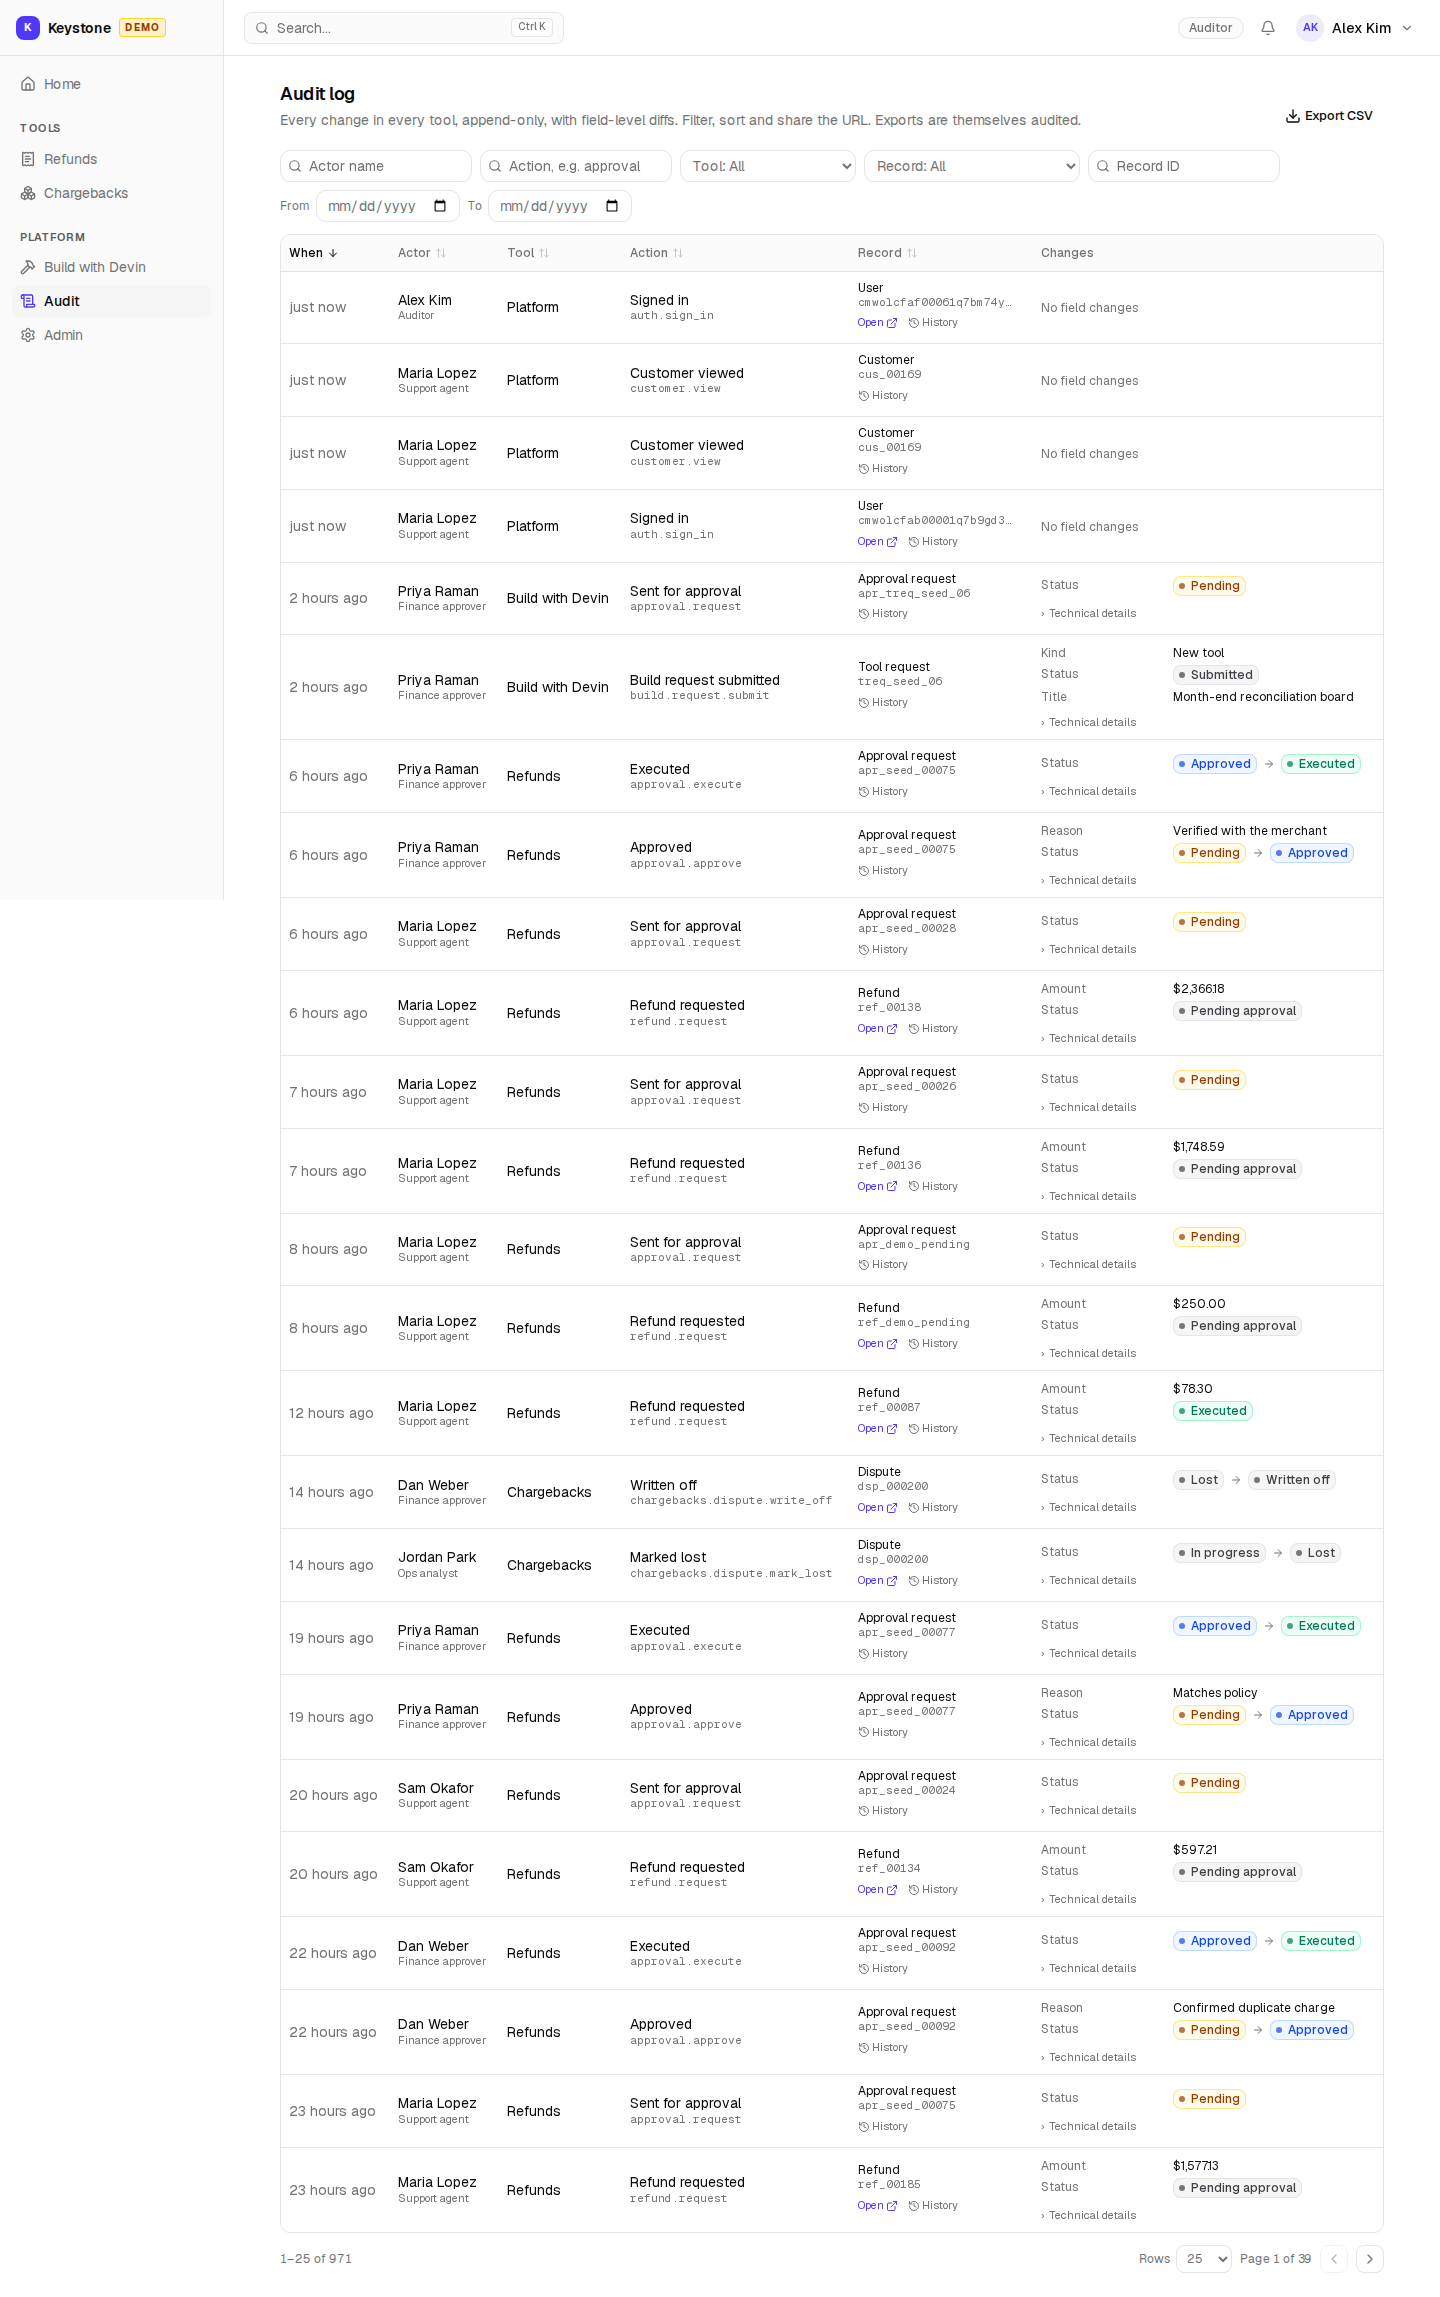 K Keystone DEMO
Search...
Ctrl K
Auditor
AK Alex Kim
Home
TOOLS
Refunds
Chargebacks
PLATFORM
Build with Devin
Audit
Admin
Audit log
Every change in every tool, append-only, with field-level diffs. Filter, sort and share the URL. Exports are themselves audited.
Export CSV
Actor name
Action, e.g. approval
Tool: All
Record: All
Record ID
From mm/dd/yyyy To mm/dd/yyyy
When Actor Tool Action Record Changes
just now
Alex Kim
Auditor
Platform
Signed in
auth.sign_in
User
cmwolcfaf00061q7bm74y…
Open History
No field changes
just now
Maria Lopez
Support agent
Platform
Customer viewed
customer.view
Customer
cus_00169
History
No field changes
just now
Maria Lopez
Support agent
Platform
Customer viewed
customer.view
Customer
cus_00169
History
No field changes
just now
Maria Lopez
Support agent
Platform
Signed in
auth.sign_in
User
cmwolcfab00001q7b9gd3…
Open History
No field changes
2 hours ago
Priya Raman
Finance approver
Build with Devin
Sent for approval
approval.request
Approval request
apr_treq_seed_06
History
Status Pending
› Technical details
2 hours ago
Priya Raman
Finance approver
Build with Devin
Build request submitted
build.request.submit
Tool request
treq_seed_06
History
Kind New tool
Status Submitted
Title Month-end reconciliation board
› Technical details
6 hours ago
Priya Raman
Finance approver
Refunds
Executed
approval.execute
Approval request
apr_seed_00075
History
Status Approved → Executed
› Technical details
6 hours ago
Priya Raman
Finance approver
Refunds
Approved
approval.approve
Approval request
apr_seed_00075
History
Reason Verified with the merchant
Status Pending → Approved
› Technical details
6 hours ago
Maria Lopez
Support agent
Refunds
Sent for approval
approval.request
Approval request
apr_seed_00028
History
Status Pending
› Technical details
6 hours ago
Maria Lopez
Support agent
Refunds
Refund requested
refund.request
Refund
ref_00138
Open History
Amount $2,366.18
Status Pending approval
› Technical details
7 hours ago
Maria Lopez
Support agent
Refunds
Sent for approval
approval.request
Approval request
apr_seed_00026
History
Status Pending
› Technical details
7 hours ago
Maria Lopez
Support agent
Refunds
Refund requested
refund.request
Refund
ref_00136
Open History
Amount $1,748.59
Status Pending approval
› Technical details
8 hours ago
Maria Lopez
Support agent
Refunds
Sent for approval
approval.request
Approval request
apr_demo_pending
History
Status Pending
› Technical details
8 hours ago
Maria Lopez
Support agent
Refunds
Refund requested
refund.request
Refund
ref_demo_pending
Open History
Amount $250.00
Status Pending approval
› Technical details
12 hours ago
Maria Lopez
Support agent
Refunds
Refund requested
refund.request
Refund
ref_00087
Open History
Amount $78.30
Status Executed
› Technical details
14 hours ago
Dan Weber
Finance approver
Chargebacks
Written off
chargebacks.dispute.write_off
Dispute
dsp_000200
Open History
Status Lost → Written off
› Technical details
14 hours ago
Jordan Park
Ops analyst
Chargebacks
Marked lost
chargebacks.dispute.mark_lost
Dispute
dsp_000200
Open History
Status In progress → Lost
› Technical details
19 hours ago
Priya Raman
Finance approver
Refunds
Executed
approval.execute
Approval request
apr_seed_00077
History
Status Approved → Executed
› Technical details
19 hours ago
Priya Raman
Finance approver
Refunds
Approved
approval.approve
Approval request
apr_seed_00077
History
Reason Matches policy
Status Pending → Approved
› Technical details
20 hours ago
Sam Okafor
Support agent
Refunds
Sent for approval
approval.request
Approval request
apr_seed_00024
History
Status Pending
› Technical details
20 hours ago
Sam Okafor
Support agent
Refunds
Refund requested
refund.request
Refund
ref_00134
Open History
Amount $597.21
Status Pending approval
› Technical details
22 hours ago
Dan Weber
Finance approver
Refunds
Executed
approval.execute
Approval request
apr_seed_00092
History
Status Approved → Executed
› Technical details
22 hours ago
Dan Weber
Finance approver
Refunds
Approved
approval.approve
Approval request
apr_seed_00092
History
Reason Confirmed duplicate charge
Status Pending → Approved
› Technical details
23 hours ago
Maria Lopez
Support agent
Refunds
Sent for approval
approval.request
Approval request
apr_seed_00075
History
Status Pending
› Technical details
23 hours ago
Maria Lopez
Support agent
Refunds
Refund requested
refund.request
Refund
ref_00185
Open History
Amount $1,577.13
Status Pending approval
› Technical details
1–25 of 971
Rows 25 Page 1 of 39